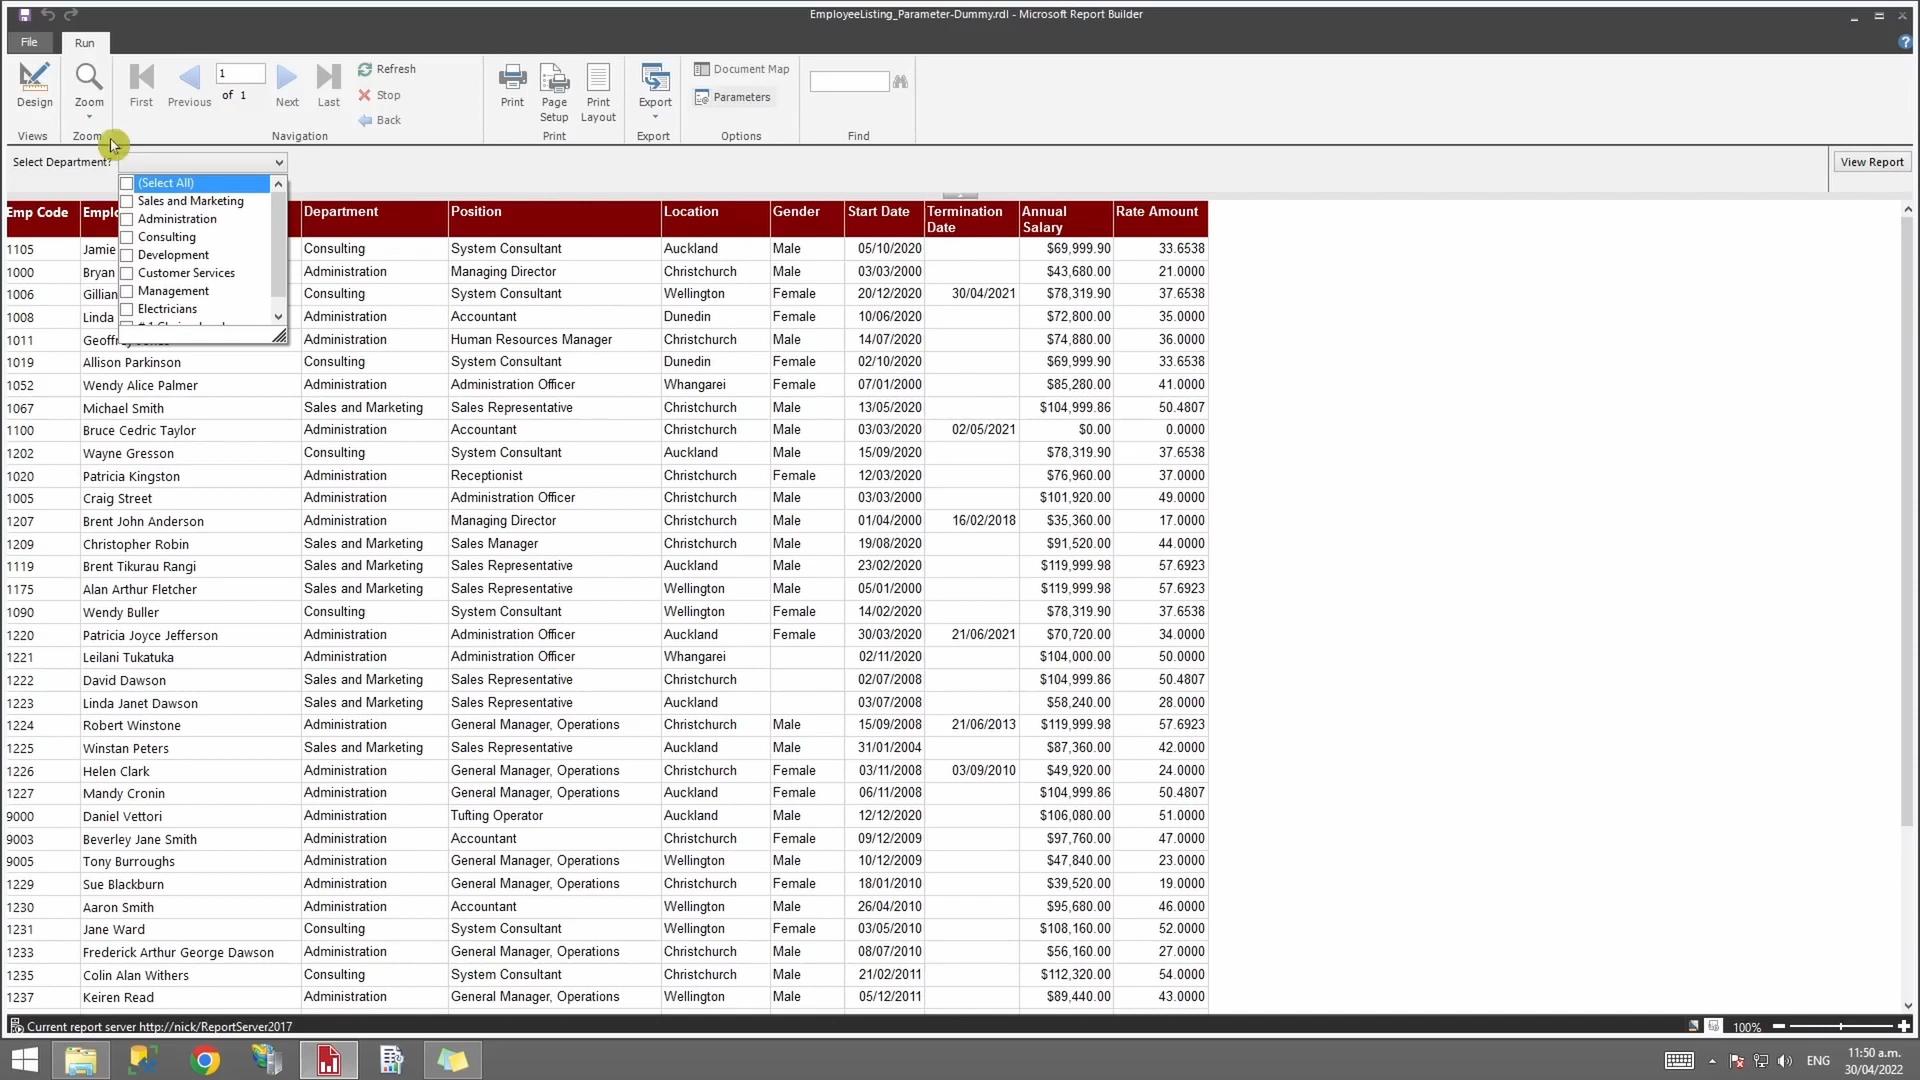 EmployeeListing_Parameter-Dummy.rdl - Microsoft Report Builder
File Run
Design
Views
Zoom
Zoom
First Previous 1 of 1 Next Last
Refresh
Stop
Back
Navigation
Print Page Setup Print Layout
Print
Export
Export
Document Map
Parameters
Options
Find
Select Department?
View Report
(Select All)
Sales and Marketing
Administration
Consulting
Development
Customer Services
Management
Electricians
Emp Code Emplo Department Position Location Gender Start Date Termination Date Annual Salary Rate Amount
1105 Jamie Consulting System Consultant Auckland Male 05/10/2020 $69,999.90 33.6538
1000 Bryan Administration Managing Director Christchurch Male 03/03/2000 $43,680.00 21.0000
1006 Gillian Consulting System Consultant Wellington Female 20/12/2020 30/04/2021 $78,319.90 37.6538
1008 Linda Administration Accountant Dunedin Female 10/06/2020 $72,800.00 35.0000
1011 Administration Human Resources Manager Christchurch Male 14/07/2020 $74,880.00 36.0000
1019 Allison Parkinson Consulting System Consultant Dunedin Female 02/10/2020 $69,999.90 33.6538
1052 Wendy Alice Palmer Administration Administration Officer Whangarei Female 07/01/2000 $85,280.00 41.0000
1067 Michael Smith Sales and Marketing Sales Representative Christchurch Male 13/05/2020 $104,999.86 50.4807
1100 Bruce Cedric Taylor Administration Accountant Christchurch Male 03/03/2020 02/05/2021 $0.00 0.0000
1202 Wayne Gresson Consulting System Consultant Auckland Male 15/09/2020 $78,319.90 37.6538
1020 Patricia Kingston Administration Receptionist Christchurch Female 12/03/2020 $76,960.00 37.0000
1005 Craig Street Administration Administration Officer Christchurch Male 03/03/2000 $101,920.00 49.0000
1207 Brent John Anderson Administration Managing Director Christchurch Male 01/04/2000 16/02/2018 $35,360.00 17.0000
1209 Christopher Robin Sales and Marketing Sales Manager Christchurch Male 19/08/2020 $91,520.00 44.0000
1119 Brent Tikurau Rangi Sales and Marketing Sales Representative Auckland Male 23/02/2020 $119,999.98 57.6923
1175 Alan Arthur Fletcher Sales and Marketing Sales Representative Wellington Male 05/01/2000 $119,999.98 57.6923
1090 Wendy Buller Consulting System Consultant Wellington Female 14/02/2020 $78,319.90 37.6538
1220 Patricia Joyce Jefferson Administration Administration Officer Auckland Female 30/03/2020 21/06/2021 $70,720.00 34.0000
1221 Leilani Tukatuka Administration Administration Officer Whangarei 02/11/2020 $104,000.00 50.0000
1222 David Dawson Sales and Marketing Sales Representative Christchurch 02/07/2008 $104,999.86 50.4807
1223 Linda Janet Dawson Sales and Marketing Sales Representative Auckland 03/07/2008 $58,240.00 28.0000
1224 Robert Winstone Administration General Manager, Operations Christchurch Male 15/09/2008 21/06/2013 $119,999.98 57.6923
1225 Winstan Peters Sales and Marketing Sales Representative Auckland Male 31/01/2004 $87,360.00 42.0000
1226 Helen Clark Administration General Manager, Operations Christchurch Female 03/11/2008 03/09/2010 $49,920.00 24.0000
1227 Mandy Cronin Administration General Manager, Operations Auckland Female 06/11/2008 $104,999.86 50.4807
9000 Daniel Vettori Administration Tufting Operator Auckland Male 12/12/2020 $106,080.00 51.0000
9003 Beverley Jane Smith Administration Accountant Christchurch Female 09/12/2009 $97,760.00 47.0000
9005 Tony Burroughs Administration General Manager, Operations Wellington Male 10/12/2009 $47,840.00 23.0000
1229 Sue Blackburn Administration General Manager, Operations Christchurch Female 18/01/2010 $39,520.00 19.0000
1230 Aaron Smith Administration Accountant Wellington Male 26/04/2010 $95,680.00 46.0000
1231 Jane Ward Consulting System Consultant Wellington Female 03/05/2010 $108,160.00 52.0000
1233 Frederick Arthur George Dawson Administration General Manager, Operations Christchurch Male 08/07/2010 $56,160.00 27.0000
1235 Colin Alan Withers Consulting System Consultant Christchurch Male 21/02/2011 $112,320.00 54.0000
1237 Keiren Read Administration General Manager, Operations Wellington Male 05/12/2011 $89,440.00 43.0000
Current report server http://nick/ReportServer2017
100%
ENG
11:50 a.m.
30/04/2022